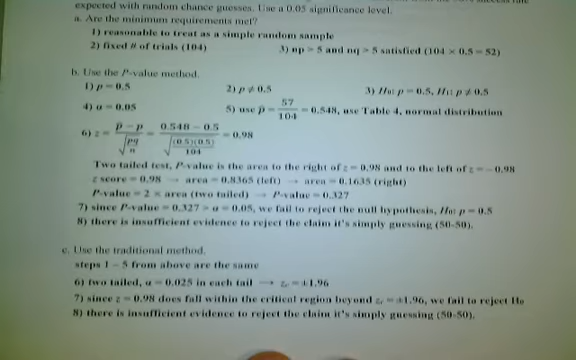 expected with random chance guesses. Use a 0.05 significance level.
a. Are the minimum requirements met?
1) reasonable to treat as a simple random sample
2) fixed # of trials (104) 3) np > 5 and nq > 5 satisfied (104 × 0.5 = 52)
b. Use the P-value method.
1) p = 0.5 2) p ≠ 0.5 3) H₀: p = 0.5, H₁: p ≠ 0.5
4) α = 0.05 5) use p̂ = 57/104 = 0.548, use Table 4, normal distribution
6) z = (p̂ − p)/√(pq/n) = (0.548 − 0.5)/√((0.5)(0.5)/104) = 0.98
Two tailed test, P-value is the area to the right of z = 0.98 and to the left of z = −0.98
z score = 0.98 → area = 0.8365 (left) → area = 0.1635 (right)
P-value = 2 × area (two tailed) → P-value = 0.327
7) since P-value = 0.327 > α = 0.05, we fail to reject the null hypothesis, H₀: p = 0.5
8) there is insufficient evidence to reject the claim it's simply guessing (50-50).
c. Use the traditional method.
steps 1 – 5 from above are the same
6) two tailed, α = 0.025 in each tail → z꜀ = ±1.96
7) since z = 0.98 does fall within the critical region beyond z꜀ = ±1.96, we fail to reject H₀
8) there is insufficient evidence to reject the claim it's simply guessing (50-50).